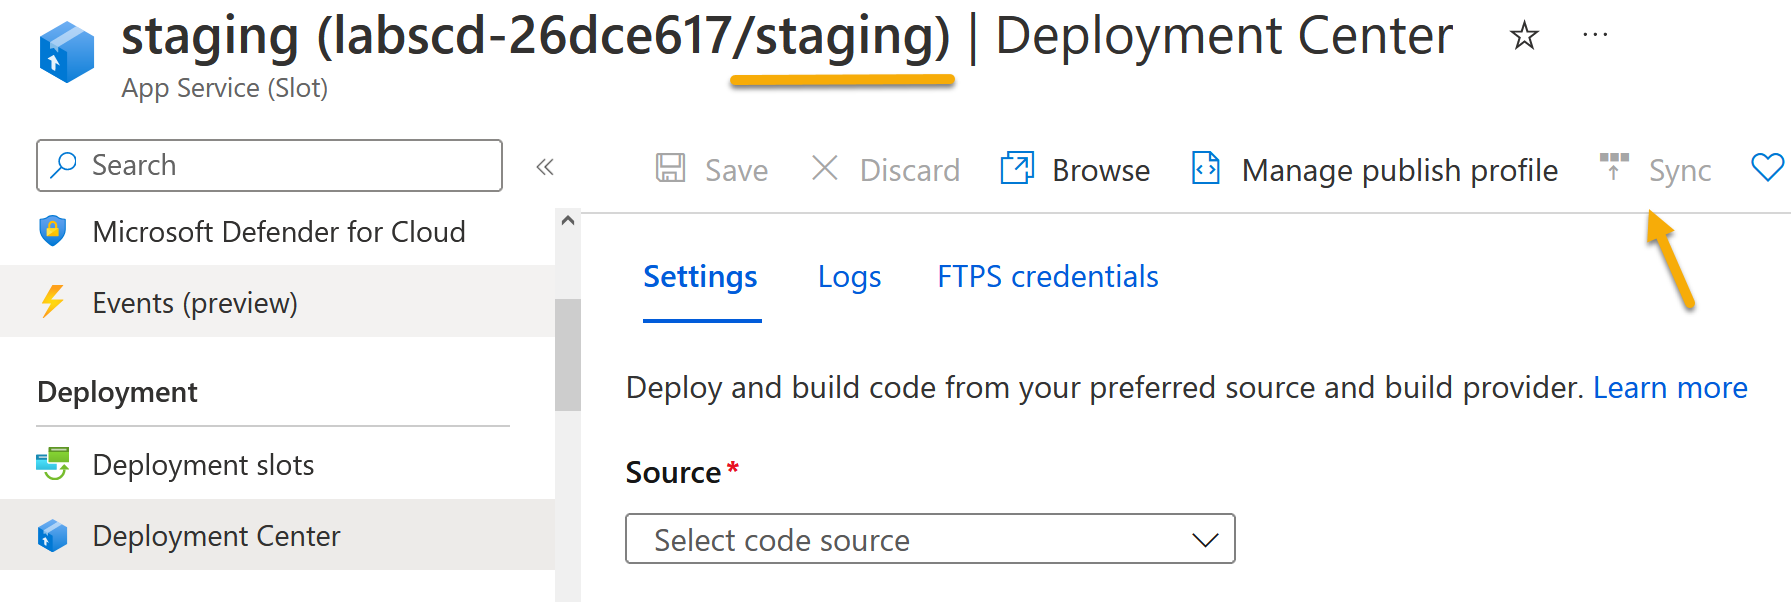 staging (labscd-26dce617/staging) | Deployment Center
App Service (Slot)
Search
Save Discard Browse Manage publish profile Sync
Microsoft Defender for Cloud
Events (preview)
Deployment
Deployment slots
Deployment Center
Settings Logs FTPS credentials
Deploy and build code from your preferred source and build provider. Learn more
Source*
Select code source